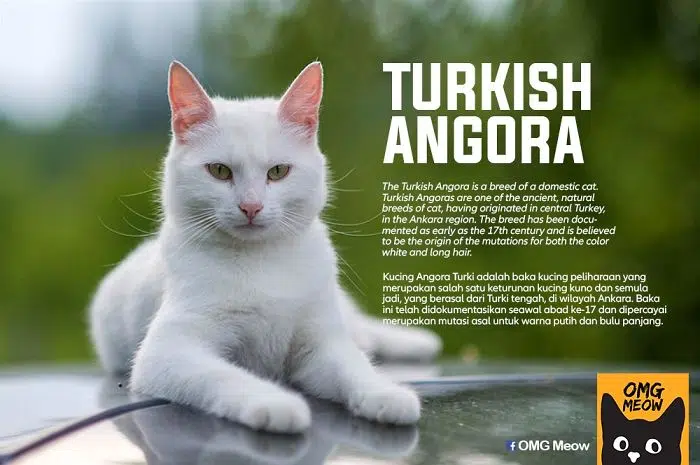 TURKISH
ANGORA
The Turkish Angora is a breed of a domestic cat.
Turkish Angoras are one of the ancient, natural
breeds of cat, having originated in central Turkey,
in the Ankara region. The breed has been docu-
mented as early as the 17th century and is believed
to be the origin of the mutations for both the color
white and long hair.
Kucing Angora Turki adalah baka kucing peliharaan yang
merupakan salah satu keturunan kucing kuno dan semula
jadi, yang berasal dari Turki tengah, di wilayah Ankara. Baka
ini telah didokumentasikan seawal abad ke-17 dan dipercayai
merupakan mutasi asal untuk warna putih dan bulu panjang.
OMG
MEOW
f OMG Meow